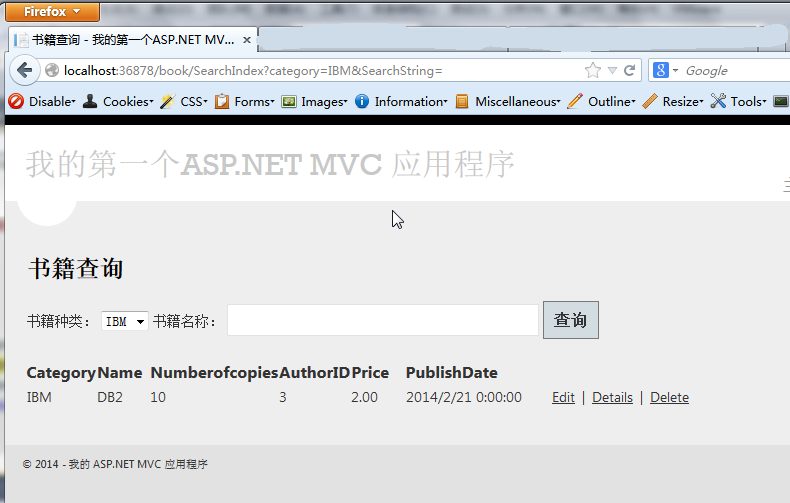 Firefox
书籍查询 - 我的第一个ASP.NET MV...
localhost:36878/book/SearchIndex?category=IBM&SearchString=
Google
Disable Cookies CSS Forms Images Information Miscellaneous Outline Resize Tools
我的第一个ASP.NET MVC 应用程序
书籍查询
书籍种类： IBM 书籍名称： 查询
Category Name Numberofcopies AuthorID Price PublishDate
IBM DB2 10 3 2.00 2014/2/21 0:00:00 Edit | Details | Delete
© 2014 - 我的 ASP.NET MVC 应用程序